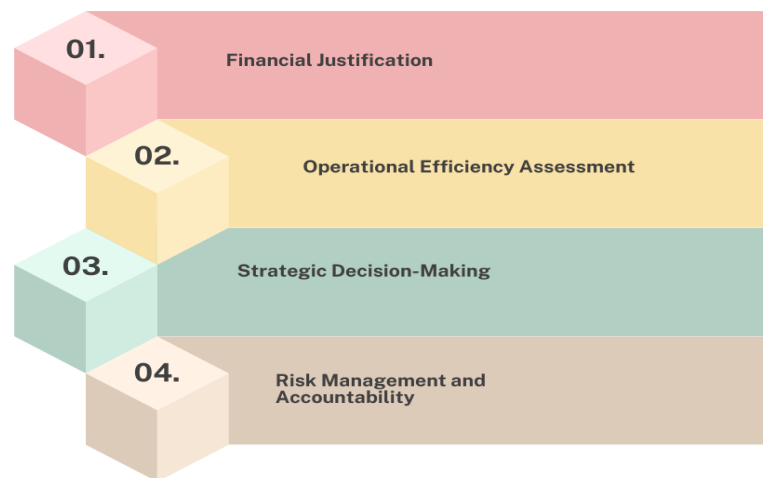 01.
Financial Justification
02.
Operational Efficiency Assessment
03.
Strategic Decision-Making
04.
Risk Management and
Accountability